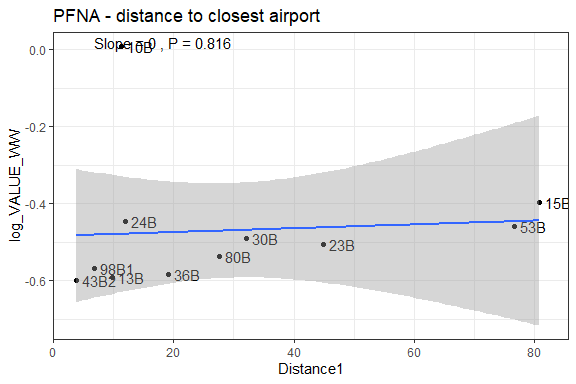 PFNA - distance to closest airport
Slope = 0 , P = 0.816
10B
0.0
-0.2
-0.4
-0.6
log_VALUE_WW
24B
15B
53B
30B
23B
80B
98B1
36B
13B
43B2
0
20
40
60
80
Distance1